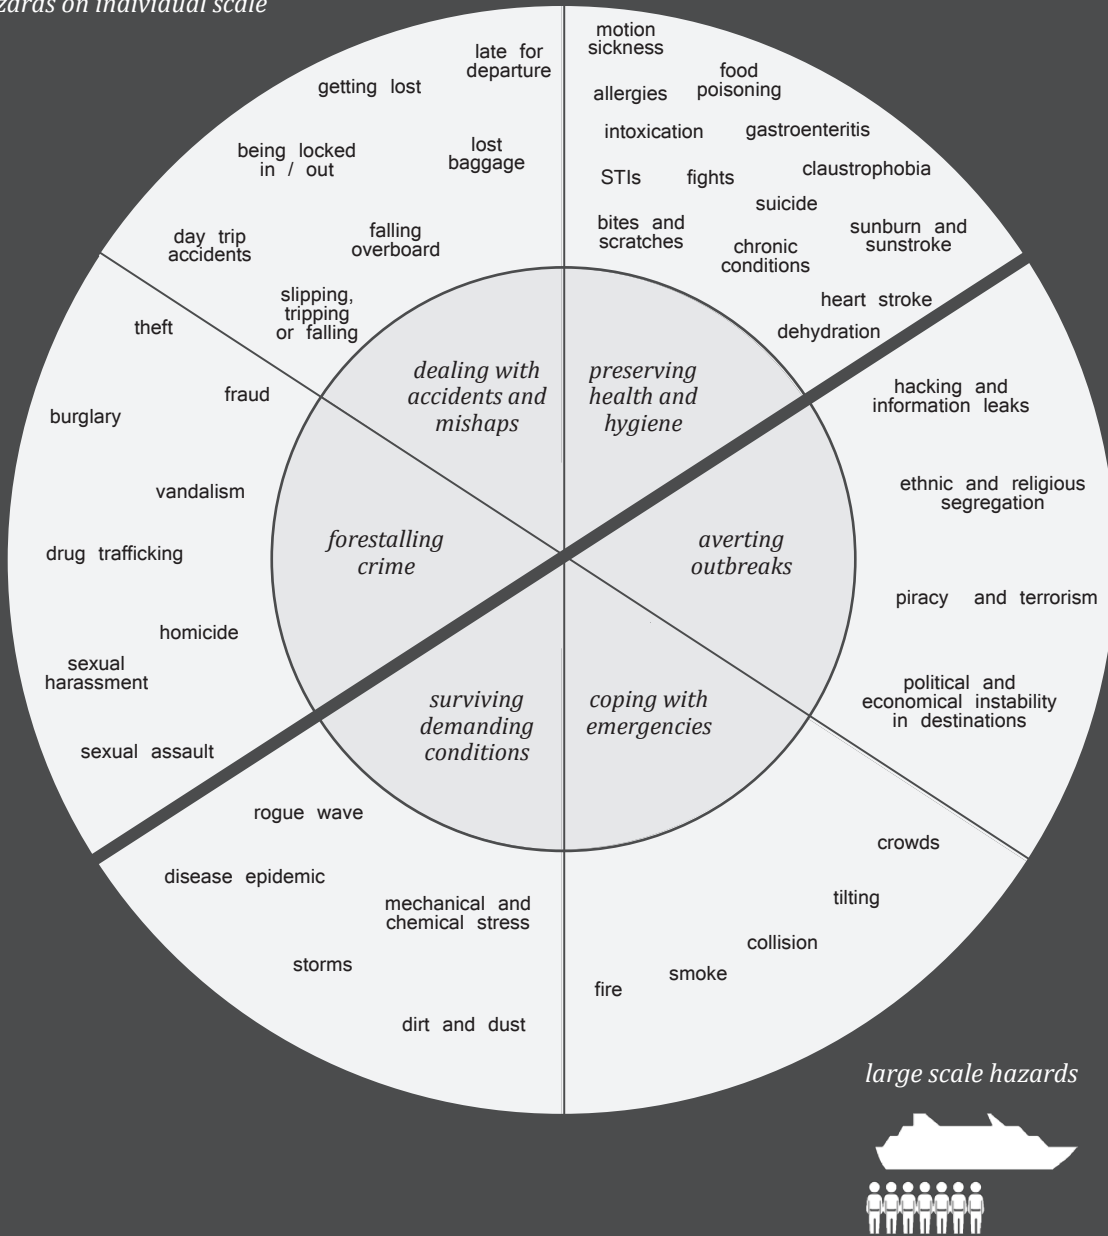 on individual scale
late for
departure
getting lost
being locked
in / out
lost
baggage
day trip
accidents
falling
overboard
slipping,
tripping
or falling
motion
sickness
food
poisoning
allergies
intoxication
gastroenteritis
STIs
fights
claustrophobia
suicide
bites and
scratches
sunburn and
sunstroke
chronic
conditions
heart stroke
dehydration
dealing with
accidents and
mishaps
preserving
health and
hygiene
theft
fraud
burglary
vandalism
drug trafficking
homicide
sexual
harassment
sexual assault
forestalling
crime
averting
outbreaks
hacking and
information leaks
ethnic and religious
segregation
piracy and terrorism
political and
economical instability
in destinations
surviving
demanding
conditions
coping with
emergencies
rogue wave
disease epidemic
mechanical and
chemical stress
storms
dirt and dust
crowds
tilting
collision
smoke
fire
large scale hazards